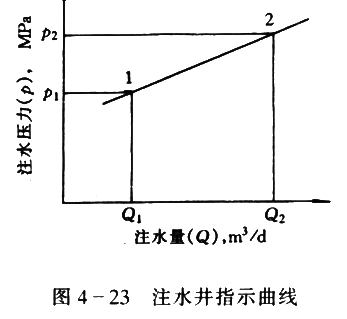 注水压力(p), MPa
p2
p1
1
2
Q1
Q2
注水量(Q), m³/d
图 4－23 注水井指示曲线